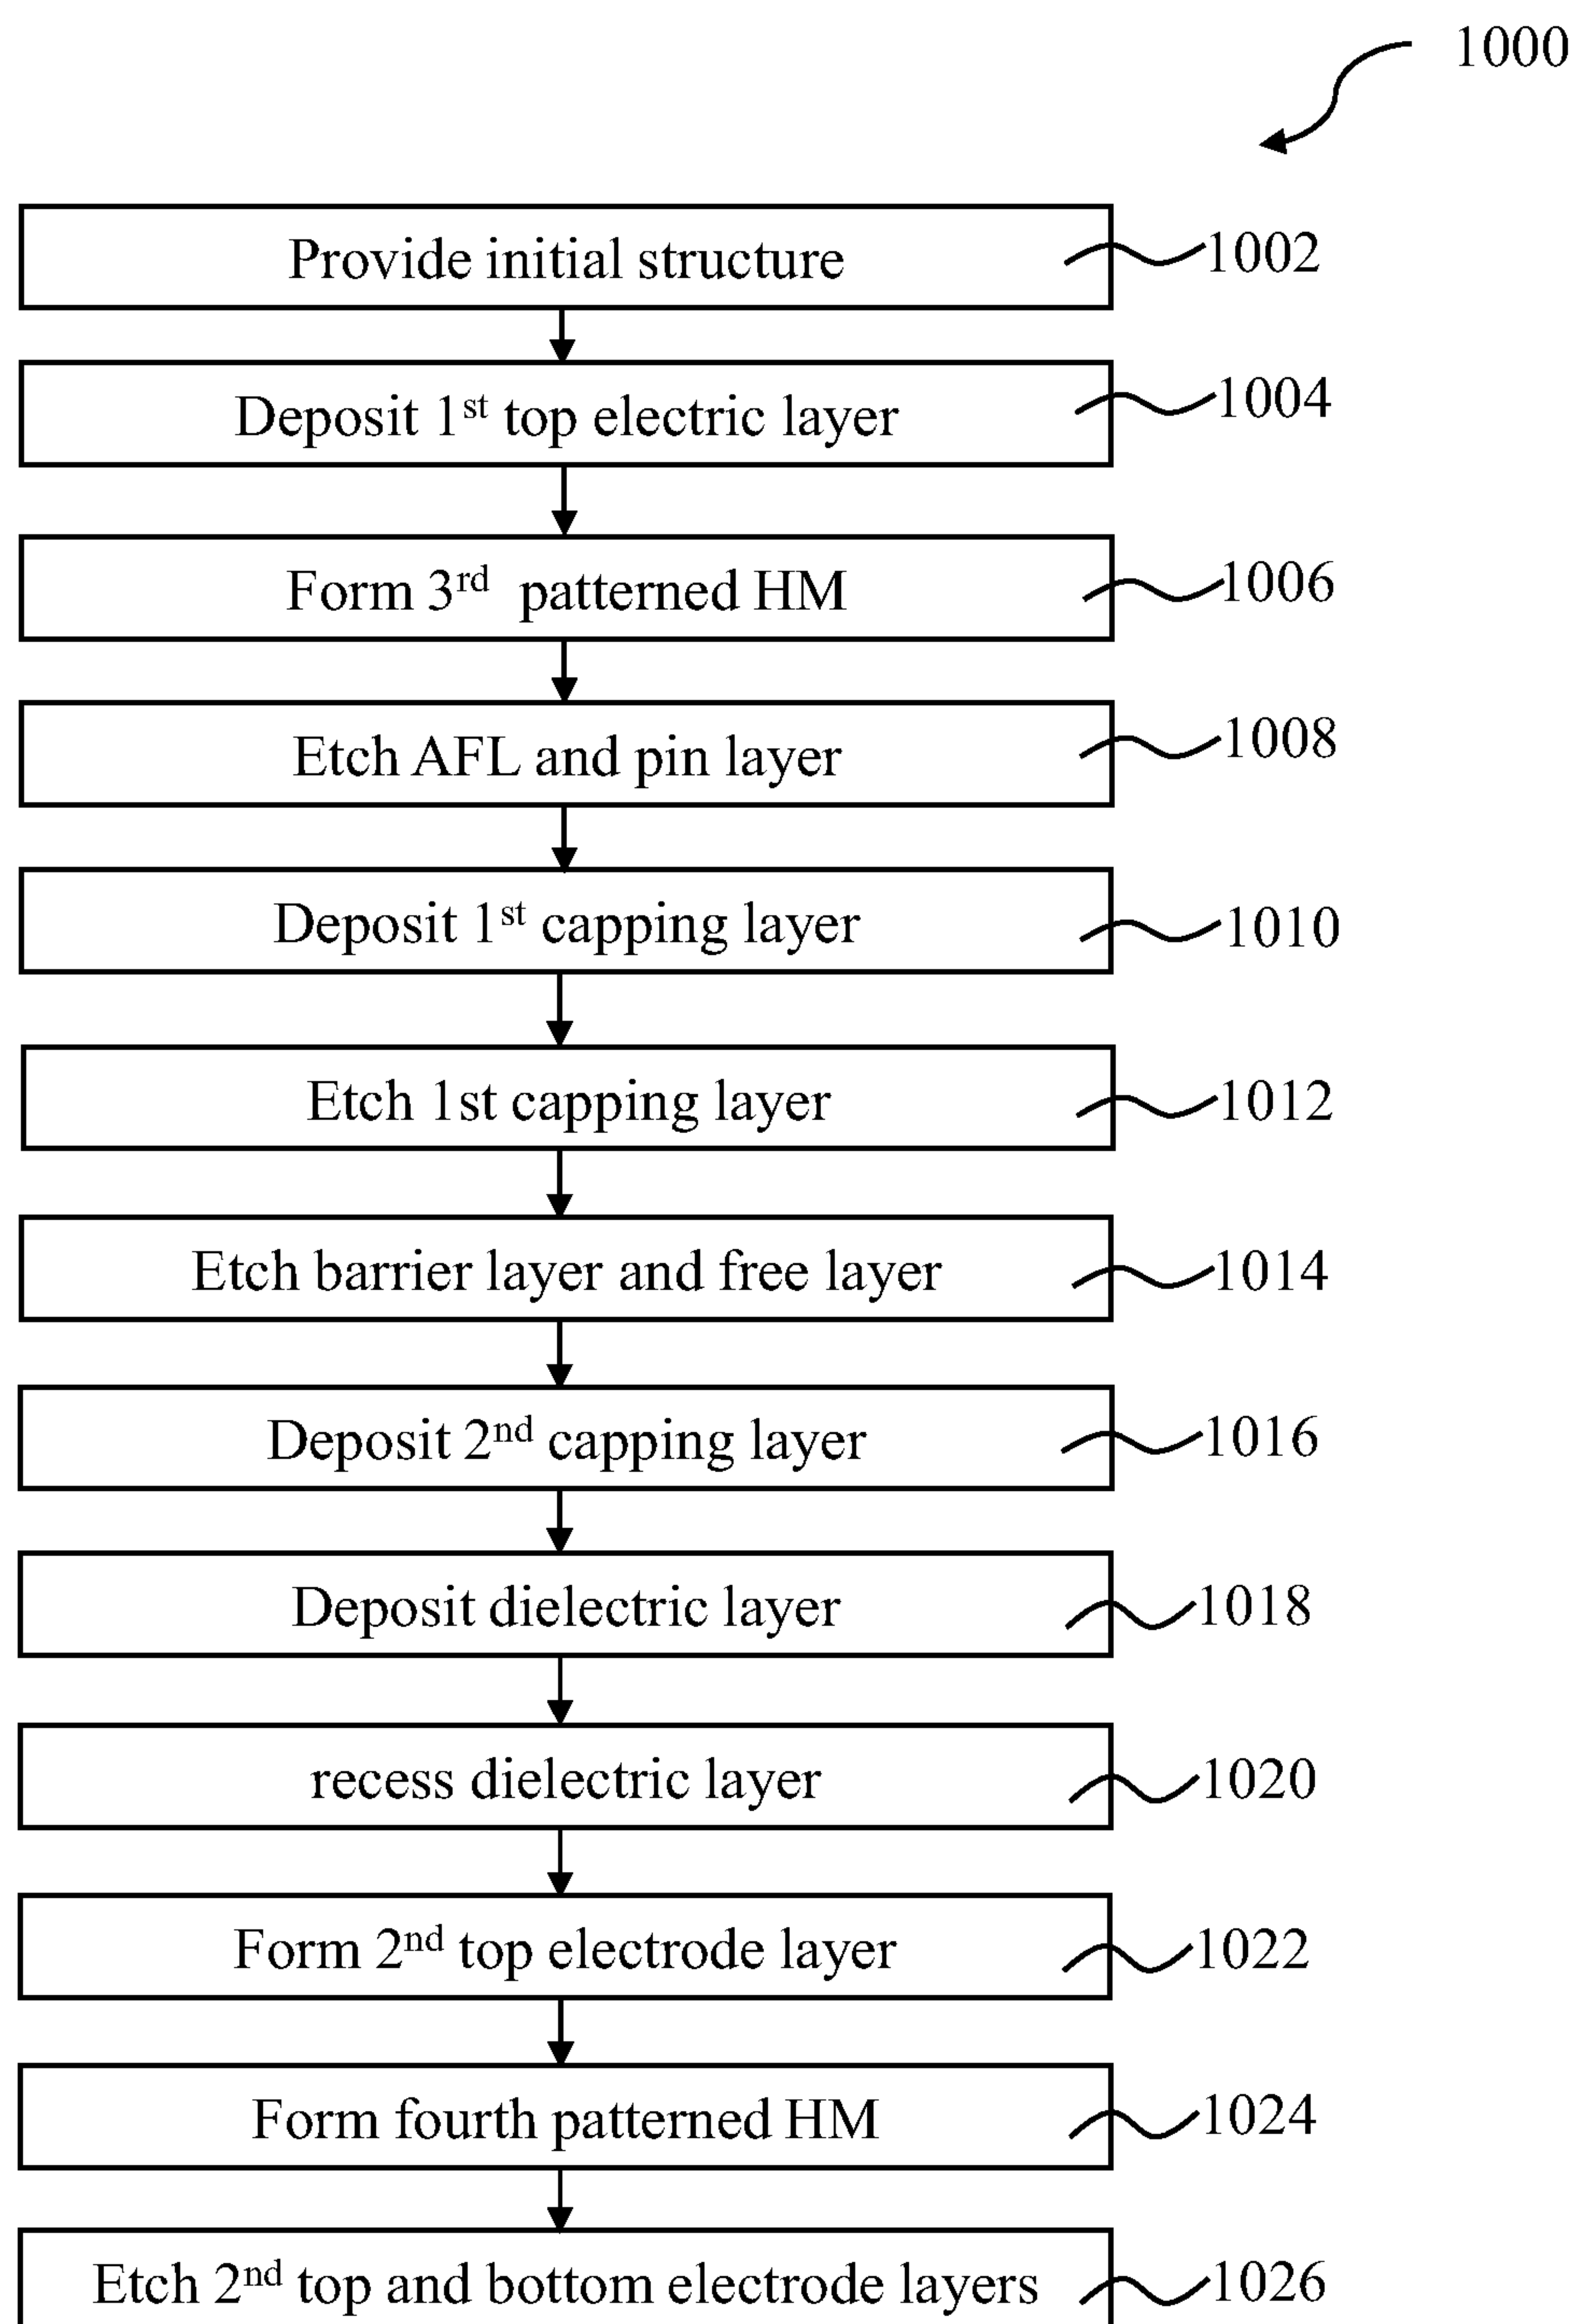 1000
Provide initial structure 1002
Deposit 1st top electric layer 1004
Form 3rd patterned HM 1006
Etch AFL and pin layer 1008
Deposit 1st capping layer 1010
Etch 1st capping layer 1012
Etch barrier layer and free layer 1014
Deposit 2nd capping layer 1016
Deposit dielectric layer 1018
recess dielectric layer 1020
Form 2nd top electrode layer 1022
Form fourth patterned HM 1024
Etch 2nd top and bottom electrode layers 1026